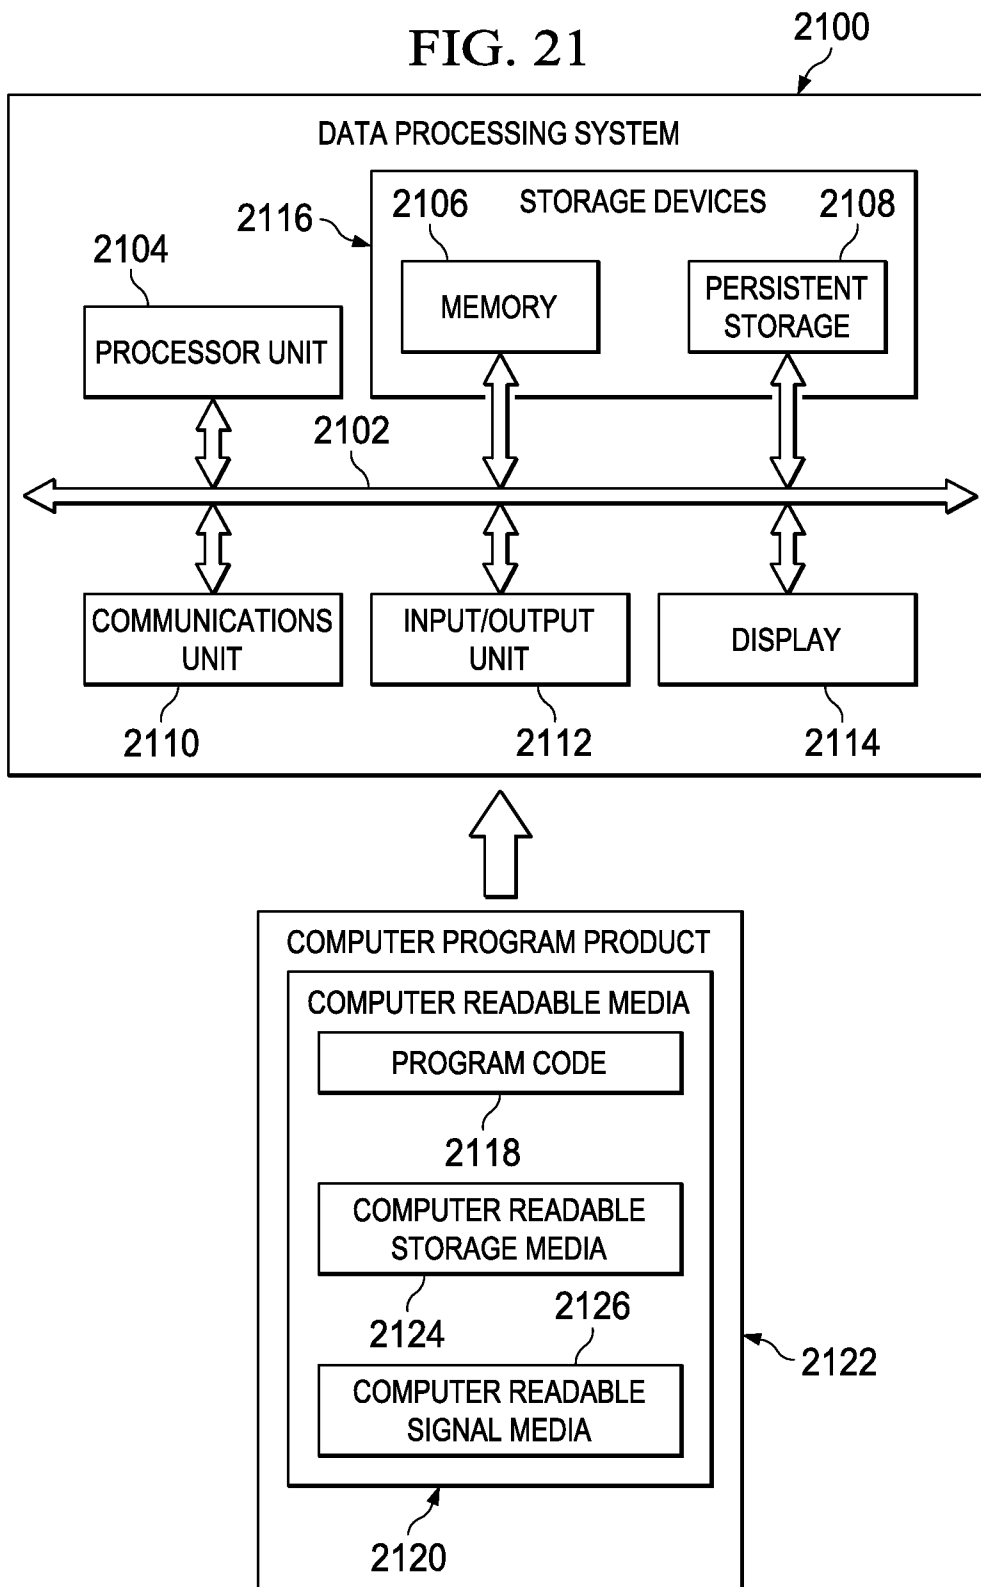 FIG. 21
2100
DATA PROCESSING SYSTEM
2116
2106
STORAGE DEVICES
2108
2104
MEMORY
PERSISTENT
STORAGE
PROCESSOR UNIT
2102
COMMUNICATIONS
UNIT
INPUT/OUTPUT
UNIT
DISPLAY
2110
2112
2114
COMPUTER PROGRAM PRODUCT
COMPUTER READABLE MEDIA
PROGRAM CODE
2118
COMPUTER READABLE
STORAGE MEDIA
2124
2126
2122
COMPUTER READABLE
SIGNAL MEDIA
2120